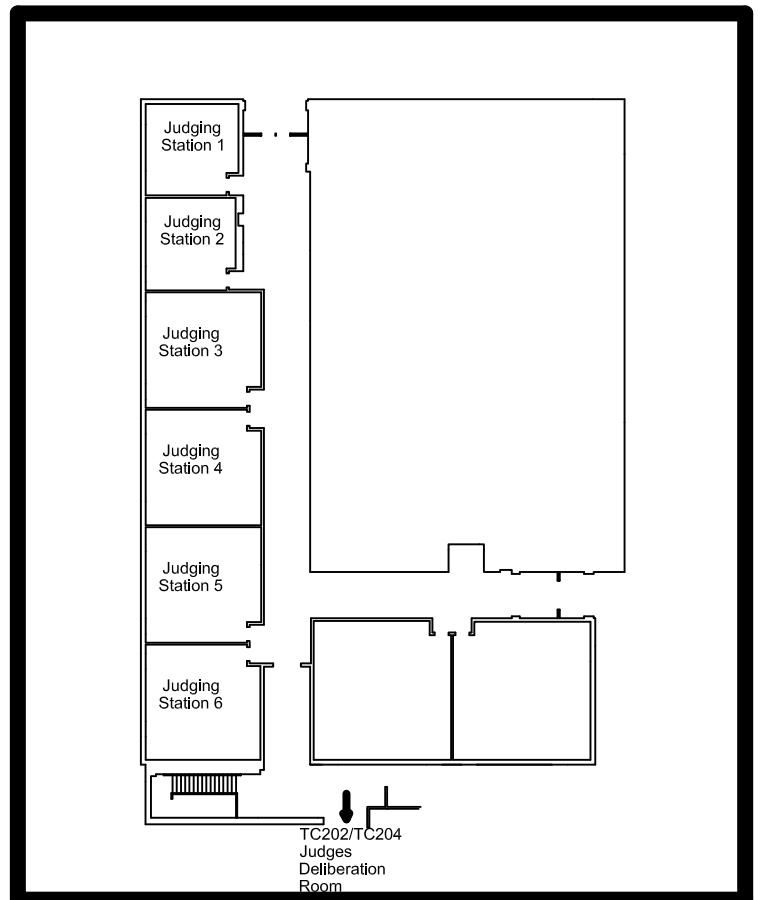 Judging
Station 1
Judging
Station 2
Judging
Station 3
Judging
Station 4
Judging
Station 5
Judging
Station 6
TC202/TC204
Judges
Deliberation
Room